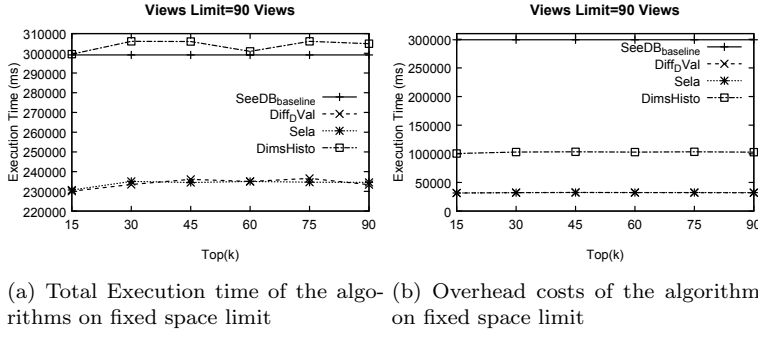 Views Limit=90 Views
310000
300000
290000
280000
270000
260000
250000
240000
230000
220000
Execution Time (ms)
SeeDBbaseline
DiffDVal
Sela
DimsHisto
15 30 45 60 75 90
Top(k)
(a) Total Execution time of the algo-
rithms on fixed space limit
Views Limit=90 Views
300000
250000
200000
150000
100000
50000
0
Execution Time (ms)
SeeDBbaseline
DiffDVal
Sela
DimsHisto
15 30 45 60 75 90
Top(k)
(b) Overhead costs of the algorithm
on fixed space limit